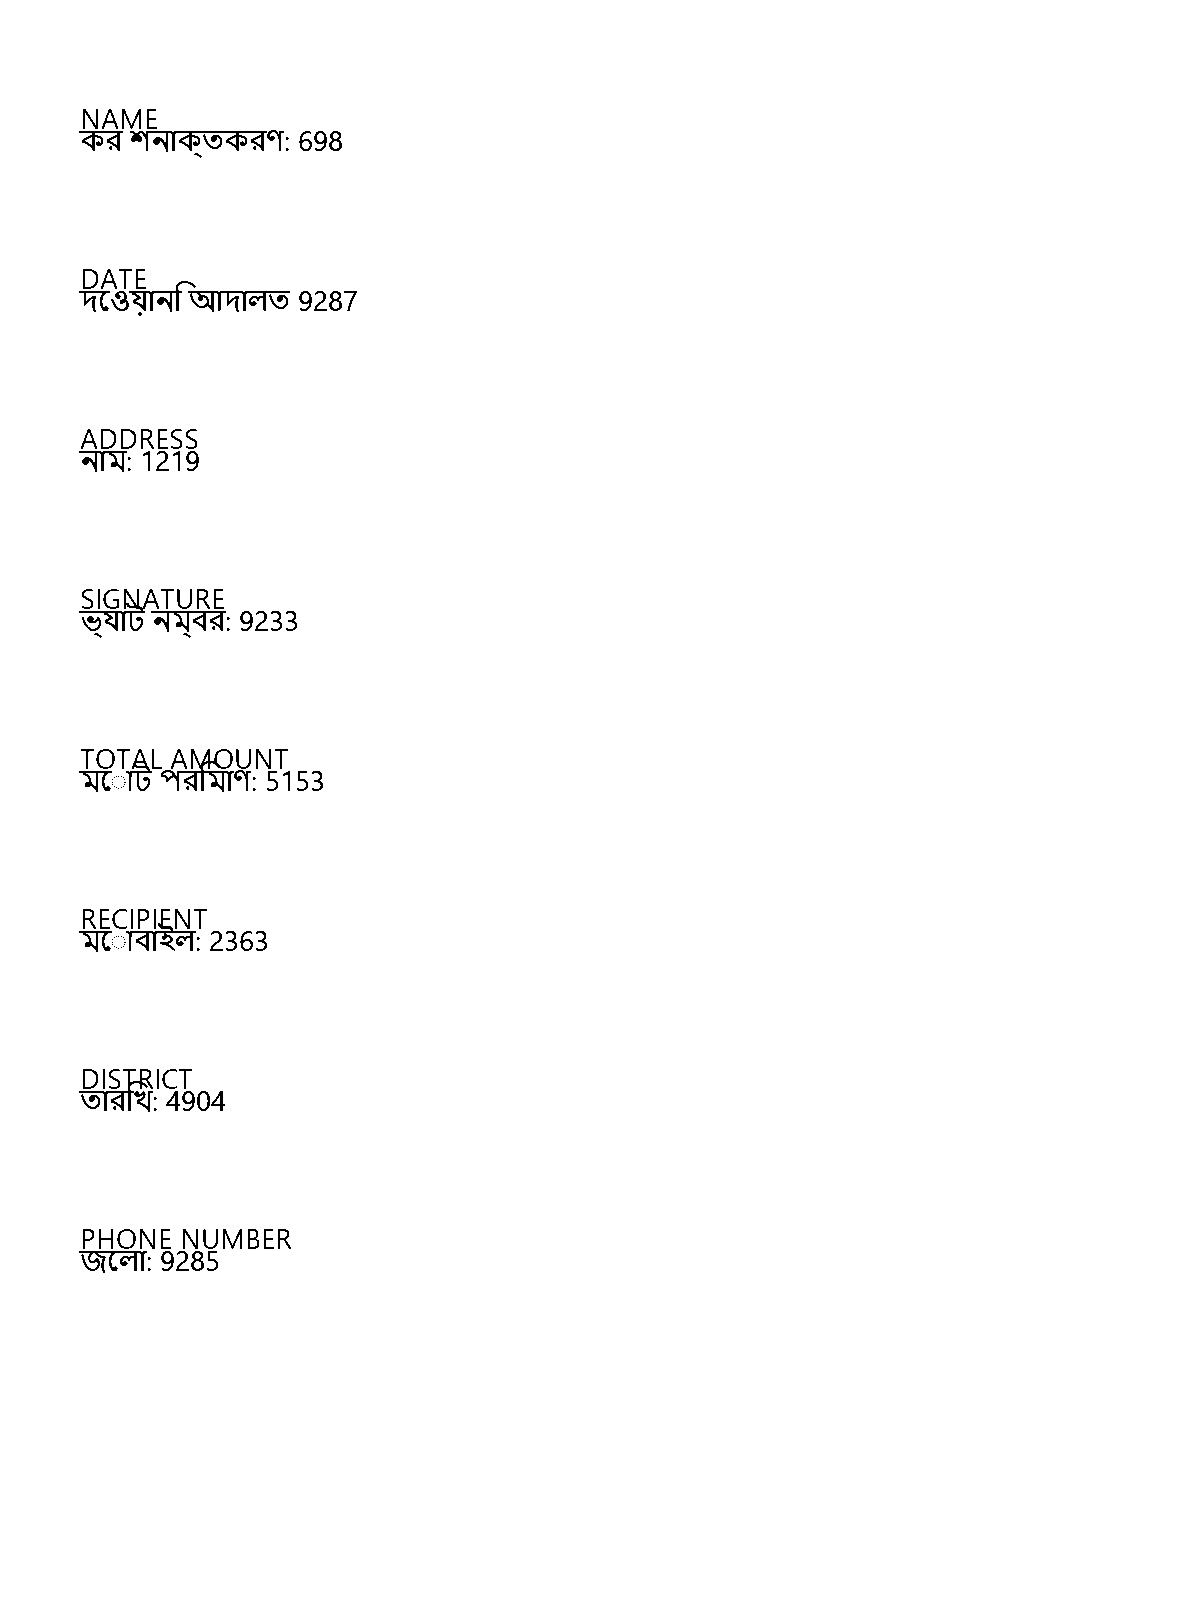 NAME
কর শনাক্তকরণ: 698
DATE
দেওয়ানি আদালত 9287
ADDRESS
নাম: 1219
SIGNATURE
ভ্যাট নম্বর: 9233
TOTAL AMOUNT
মোট পরিমাণ: 5153
RECIPIENT
মোবাইল: 2363
DISTRICT
তারিখ: 4904
PHONE NUMBER
জেলা: 9285